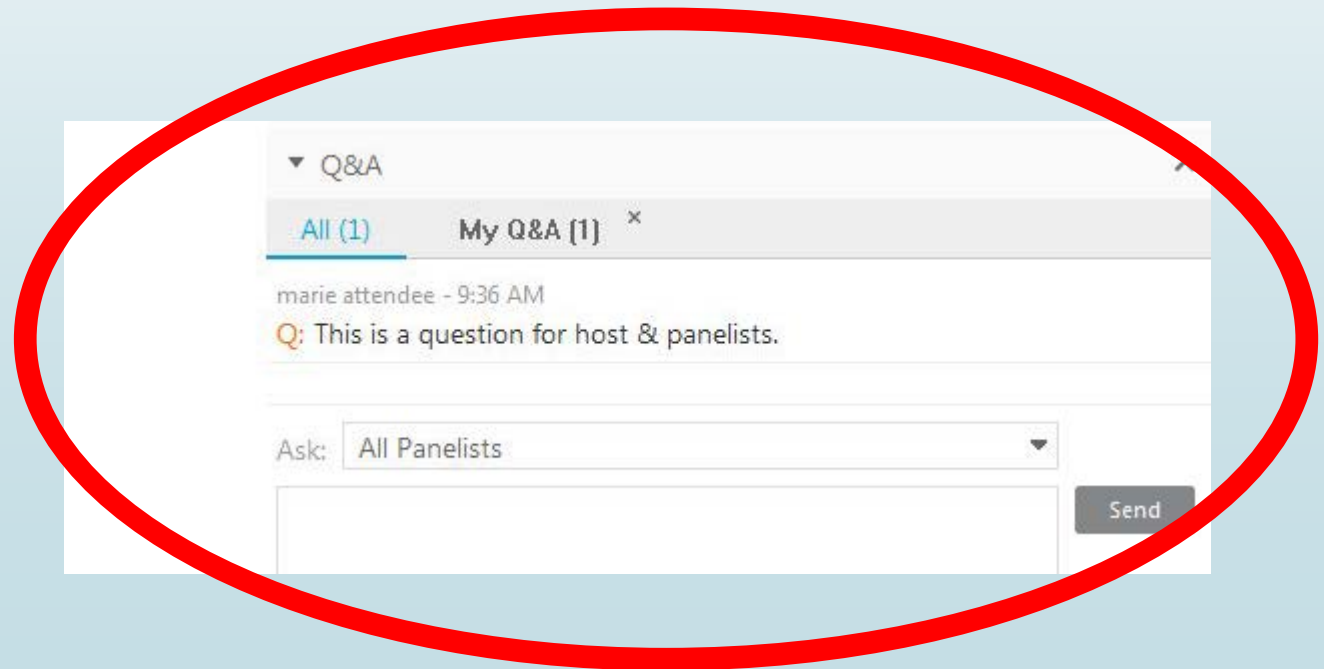 Q&A
All (1) My Q&A (1)
marie attendee - 9:36 AM
Q: This is a question for host & panelists.
Ask: All Panelists
Send